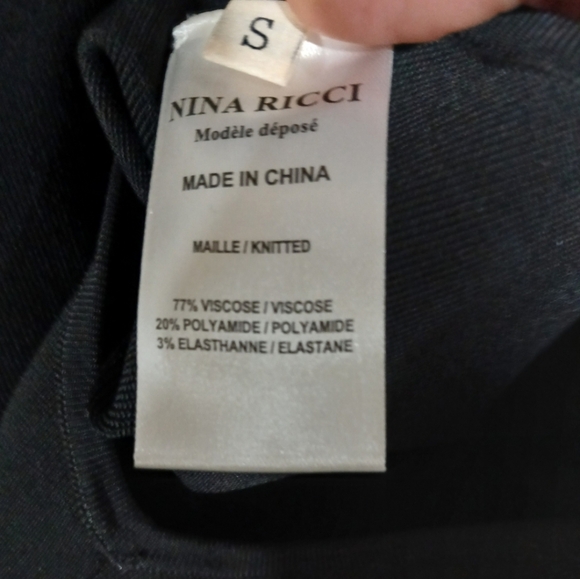 S
NINA RICCI
Modèle déposé
MADE IN CHINA
MAILLE / KNITTED
77% VISCOSE / VISCOSE
20% POLYAMIDE / POLYAMIDE
3% ELASTHANNE / ELASTANE